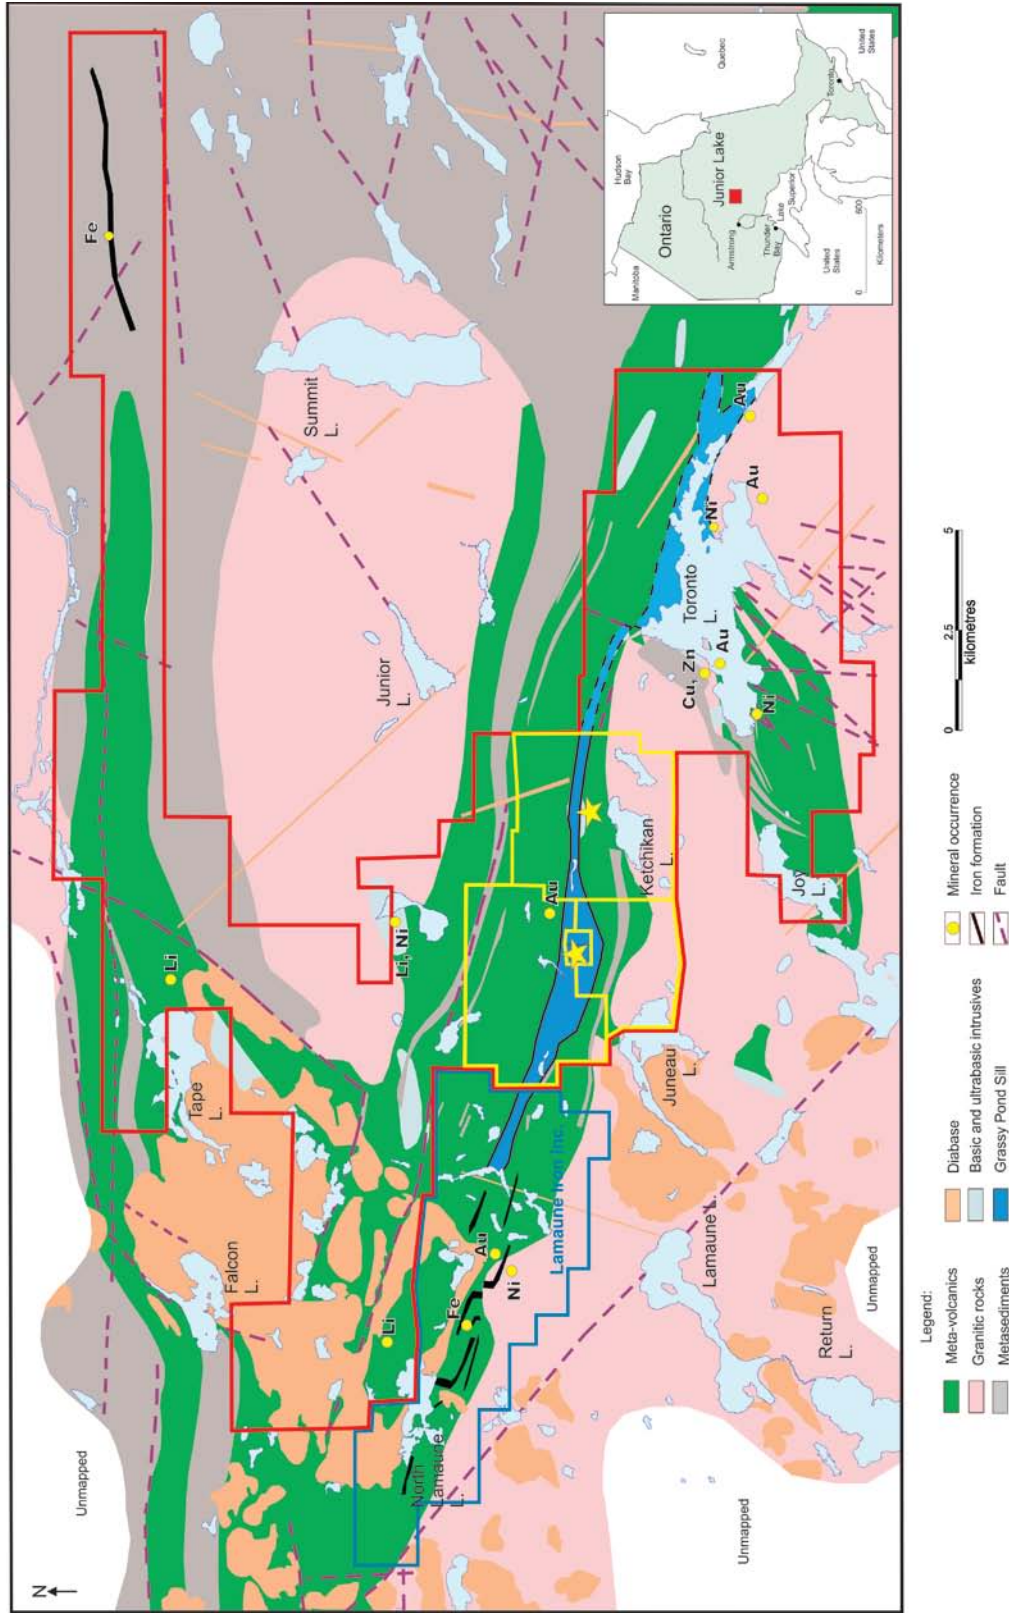 N
Unmapped
Fe
Li
Tape
L.
Falcon
L.
Summit
L.
Junior
L.
Li, Ni
Li
Fe
Au
Ni
North
Lamaune
L.
Lamaune Iron Inc.
Au
Ketchikan
L.
Juneau
L.
Lamaune L.
Return
L.
Unmapped
Unmapped
Toronto
L.
Cu, Zn
Au
Ni
Ni
Au
Au
Joy
L.
Manitoba
Hudson
Bay
Ontario
Quebec
Junior Lake
Armstrong
Thunder
Bay
Lake
Superior
Toronto
United
States
United
States
0
600
Kilometers
Legend:
Meta-volcanics
Granitic rocks
Metasediments
Diabase
Basic and ultrabasic intrusives
Grassy Pond Sill
Mineral occurrence
Iron formation
Fault
0
2.5
5
kilometres